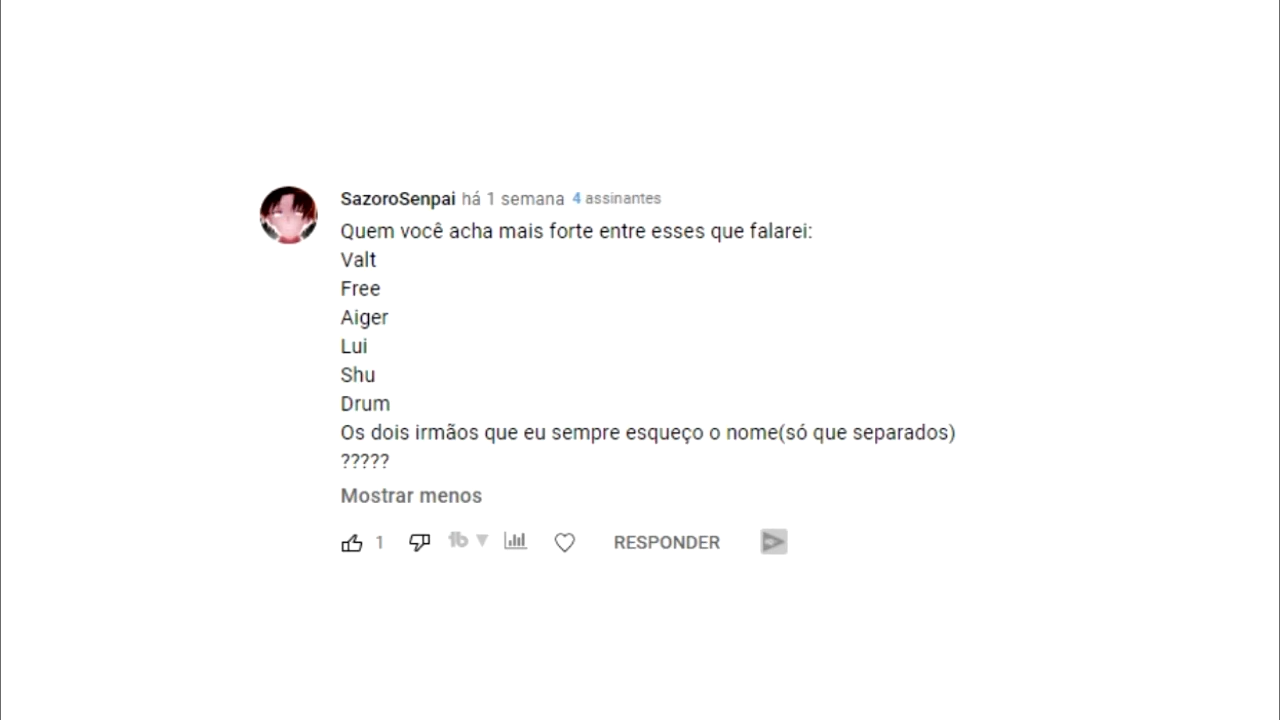 SazoroSenpai há 1 semana 4 assinantes
Quem você acha mais forte entre esses que falarei:
Valt
Free
Aiger
Lui
Shu
Drum
Os dois irmãos que eu sempre esqueço o nome(só que separados)
?????
Mostrar menos
1 RESPONDER